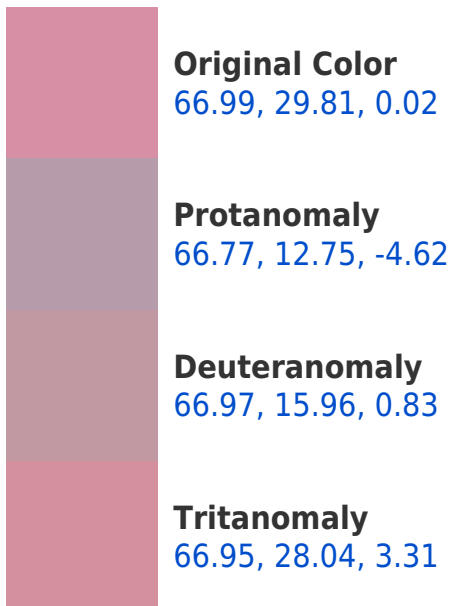 Original Color
66.99, 29.81, 0.02
Protanomaly
66.77, 12.75, -4.62
Deuteranomaly
66.97, 15.96, 0.83
Tritanomaly
66.95, 28.04, 3.31